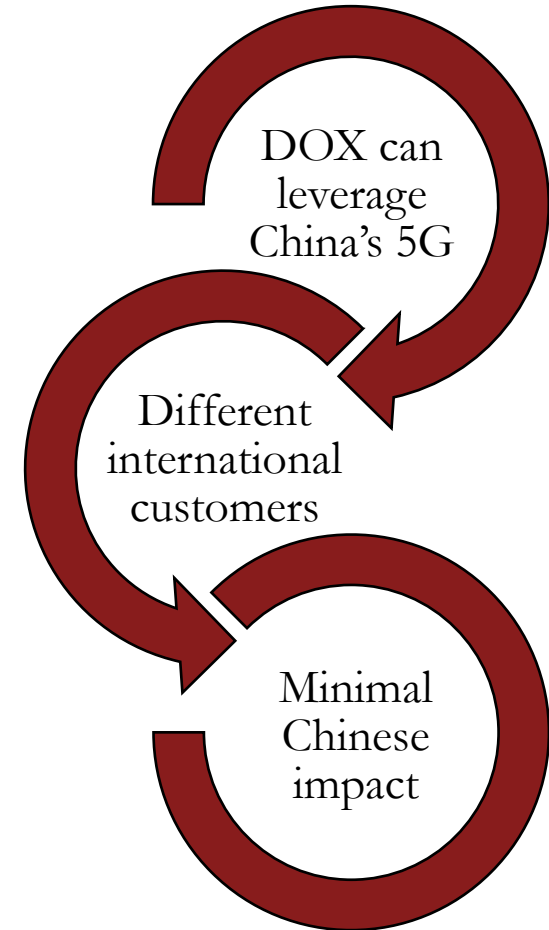 DOX can
leverage
China’s 5G
Different
international
customers
Minimal
Chinese
impact